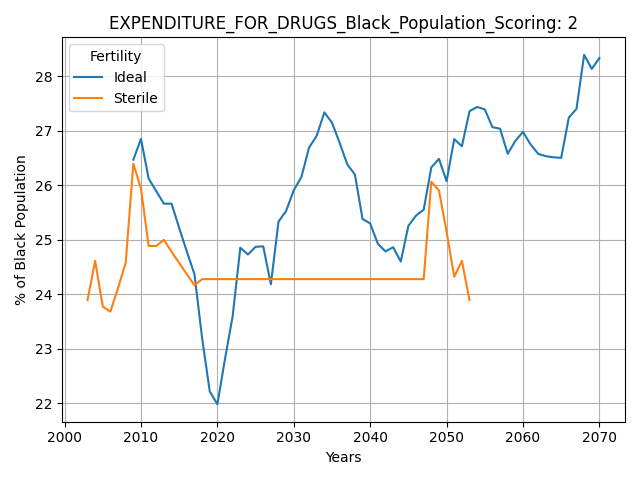 EXPENDITURE_FOR_DRUGS_Black_Population_Scoring: 2
Fertility
Ideal
Sterile
% of Black Population
28
27
26
25
24
23
22
2000 2010 2020 2030 2040 2050 2060 2070
Years